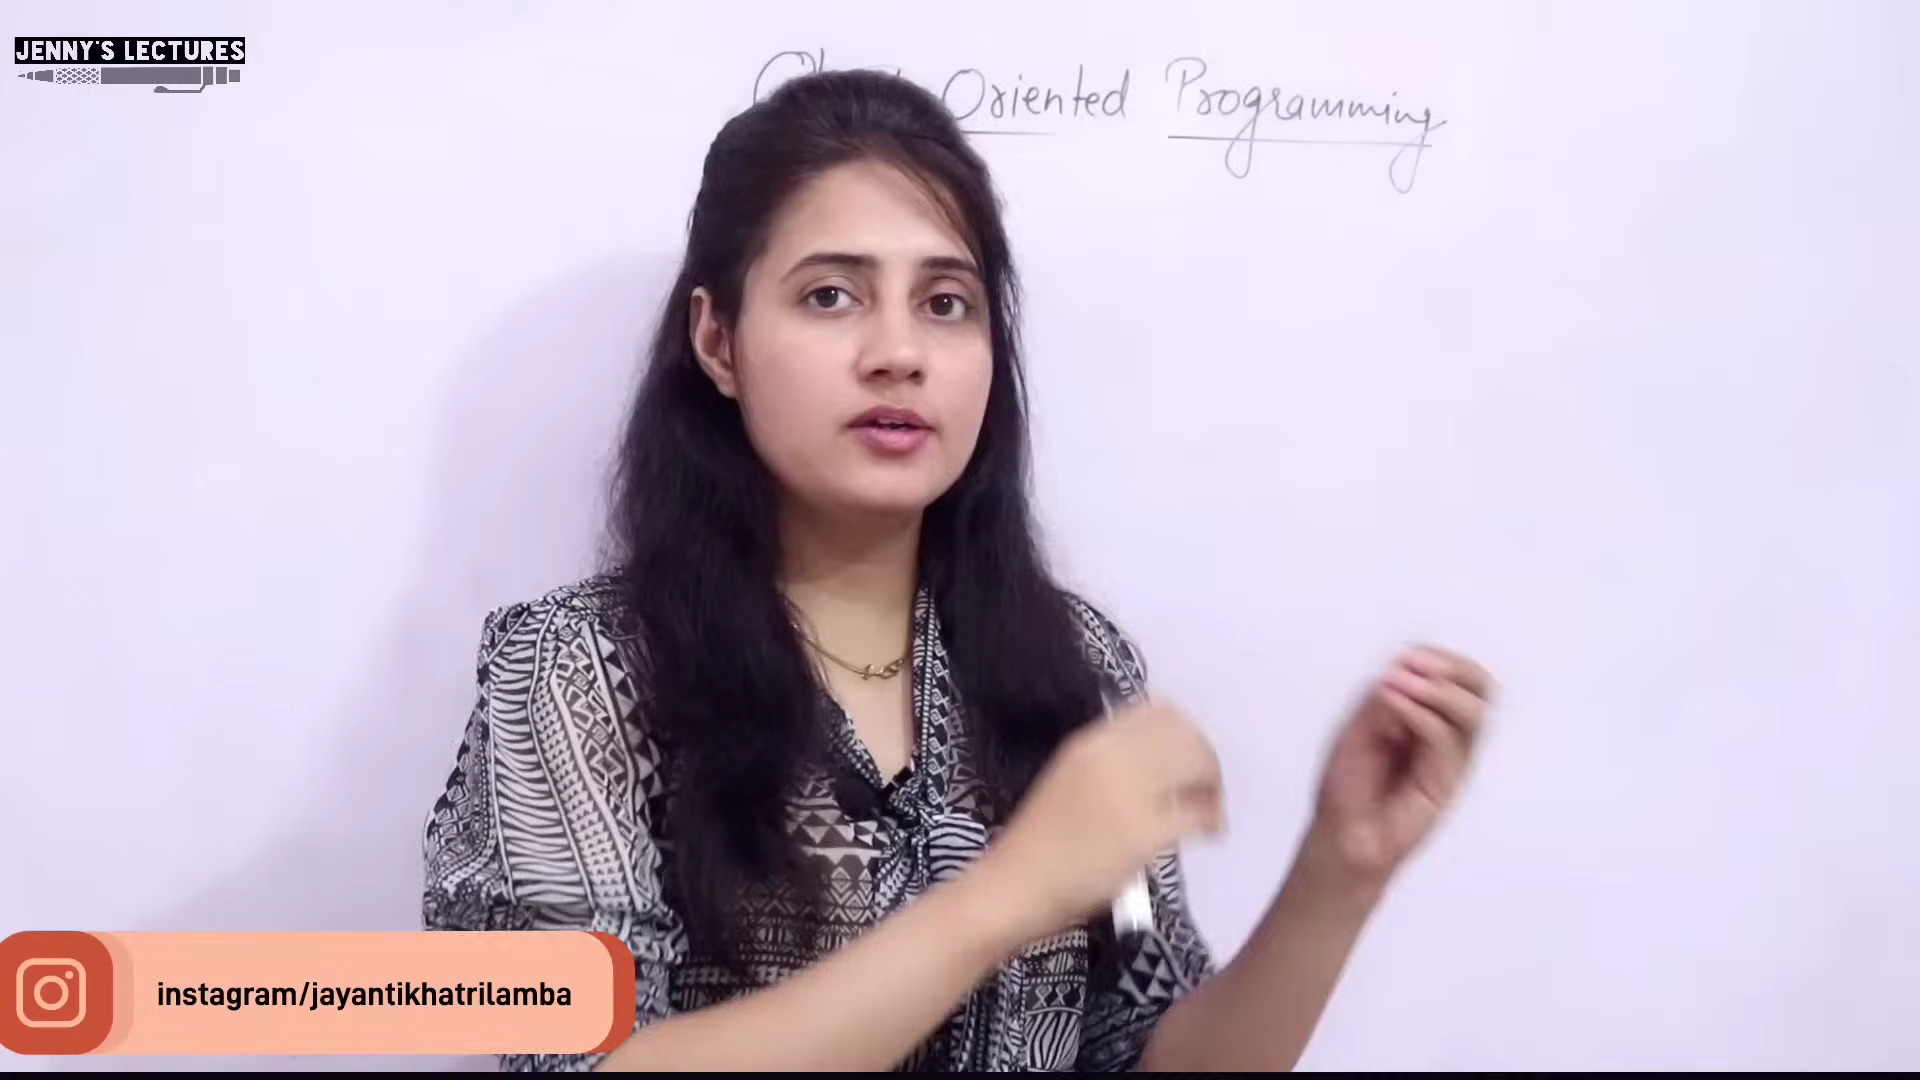 JENNY'S LECTURES
Oriented Programming
instagram/jayantikhatrilamba